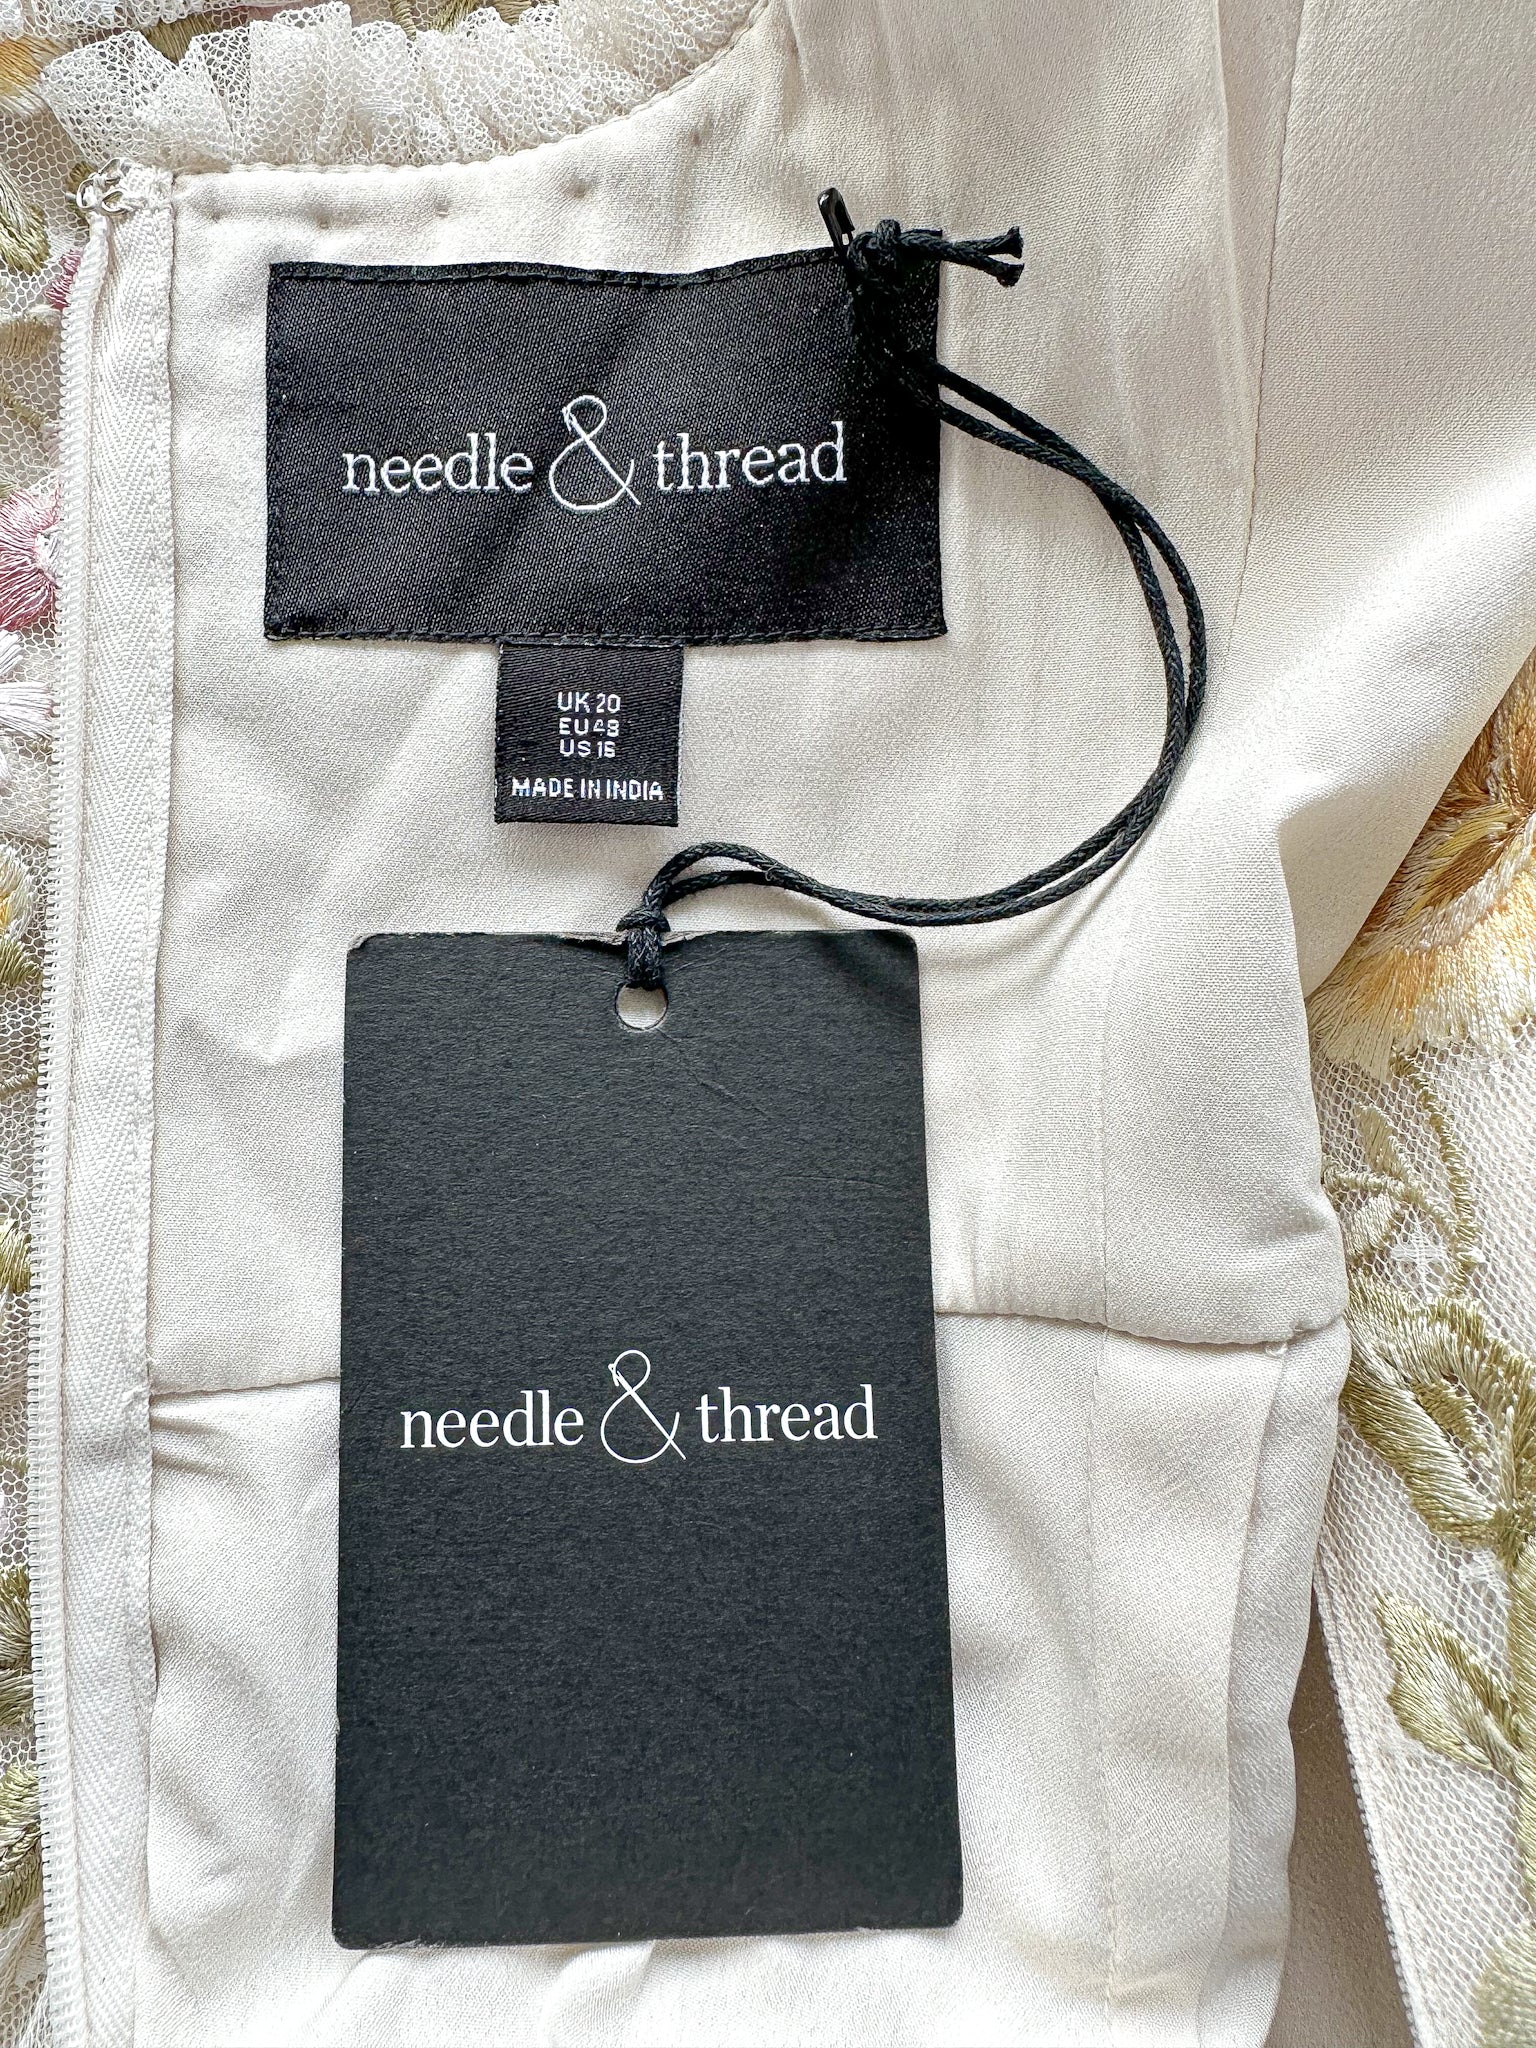 needle & thread
UK 20
EU 48
US 16
MADE IN INDIA
needle & thread